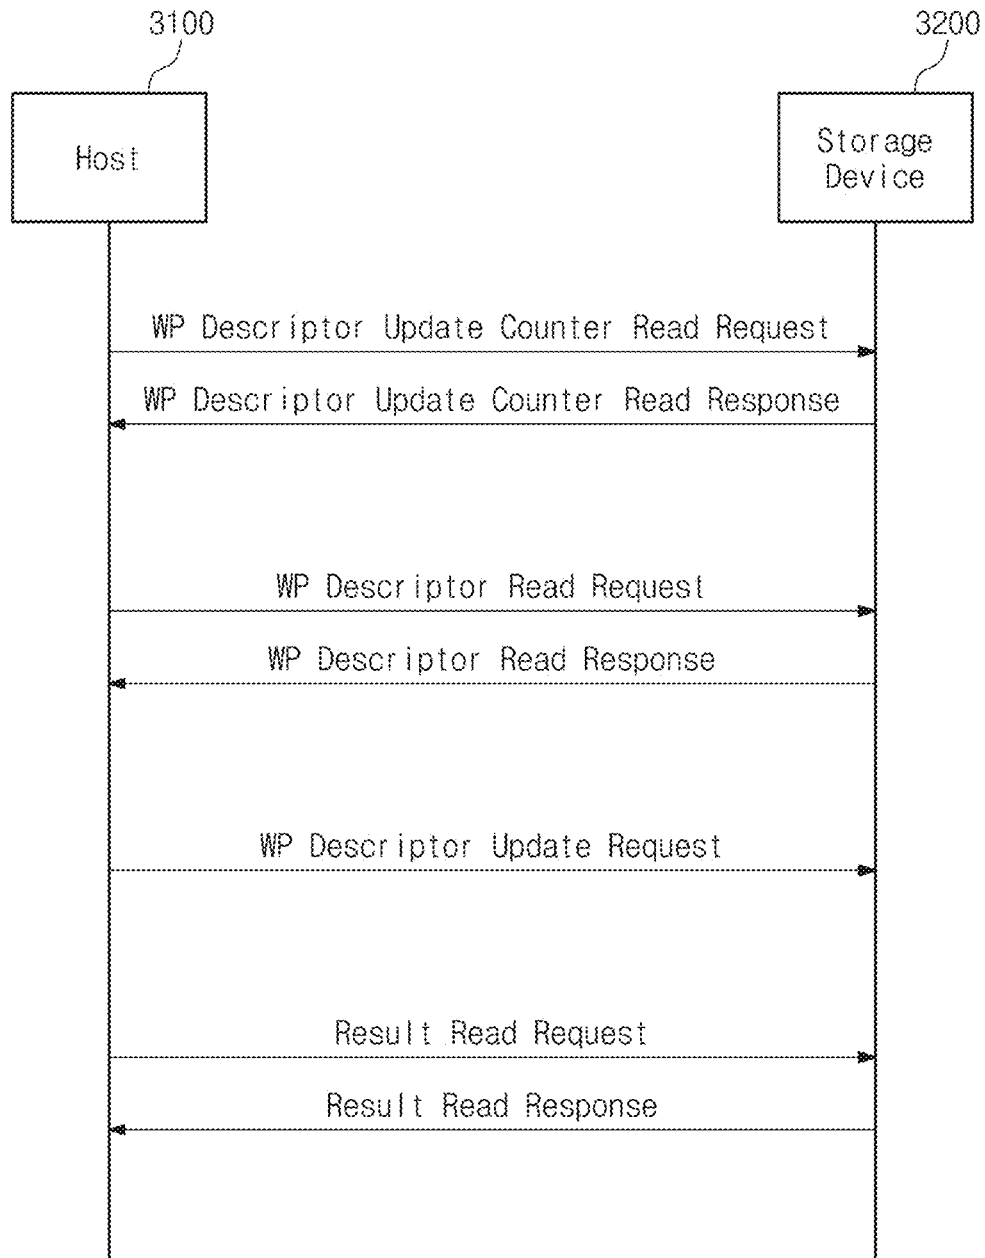 3100
3200
Host
Storage
Device
WP Descriptor Update Counter Read Request
WP Descriptor Update Counter Read Response
WP Descriptor Read Request
WP Descriptor Read Response
WP Descriptor Update Request
Result Read Request
Result Read Response